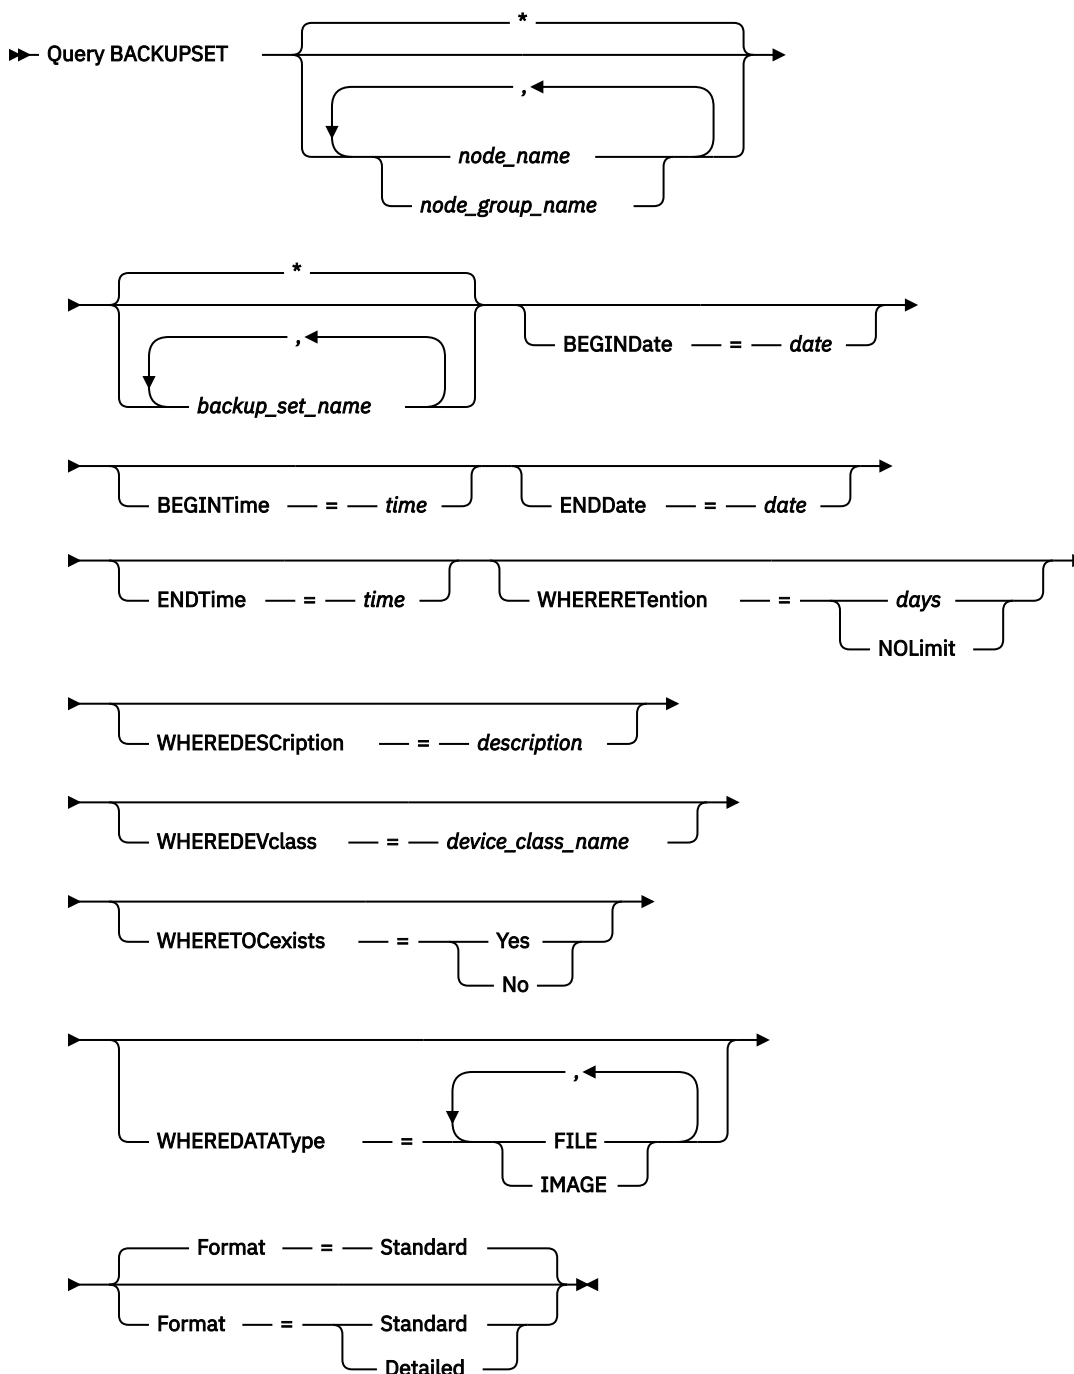 *
Query BACKUPSET
,
node_name
node_group_name
*
,
BEGINDate = date
backup_set_name
BEGINTime = time ENDDate = date
ENDTime = time WHERERETention = days
NOLimit
WHEREDESCription = description
WHEREDEVclass = device_class_name
WHERETOCexists = Yes
No
,
WHEREDATAType = FILE
IMAGE
Format = Standard
Format = Standard
Detailed